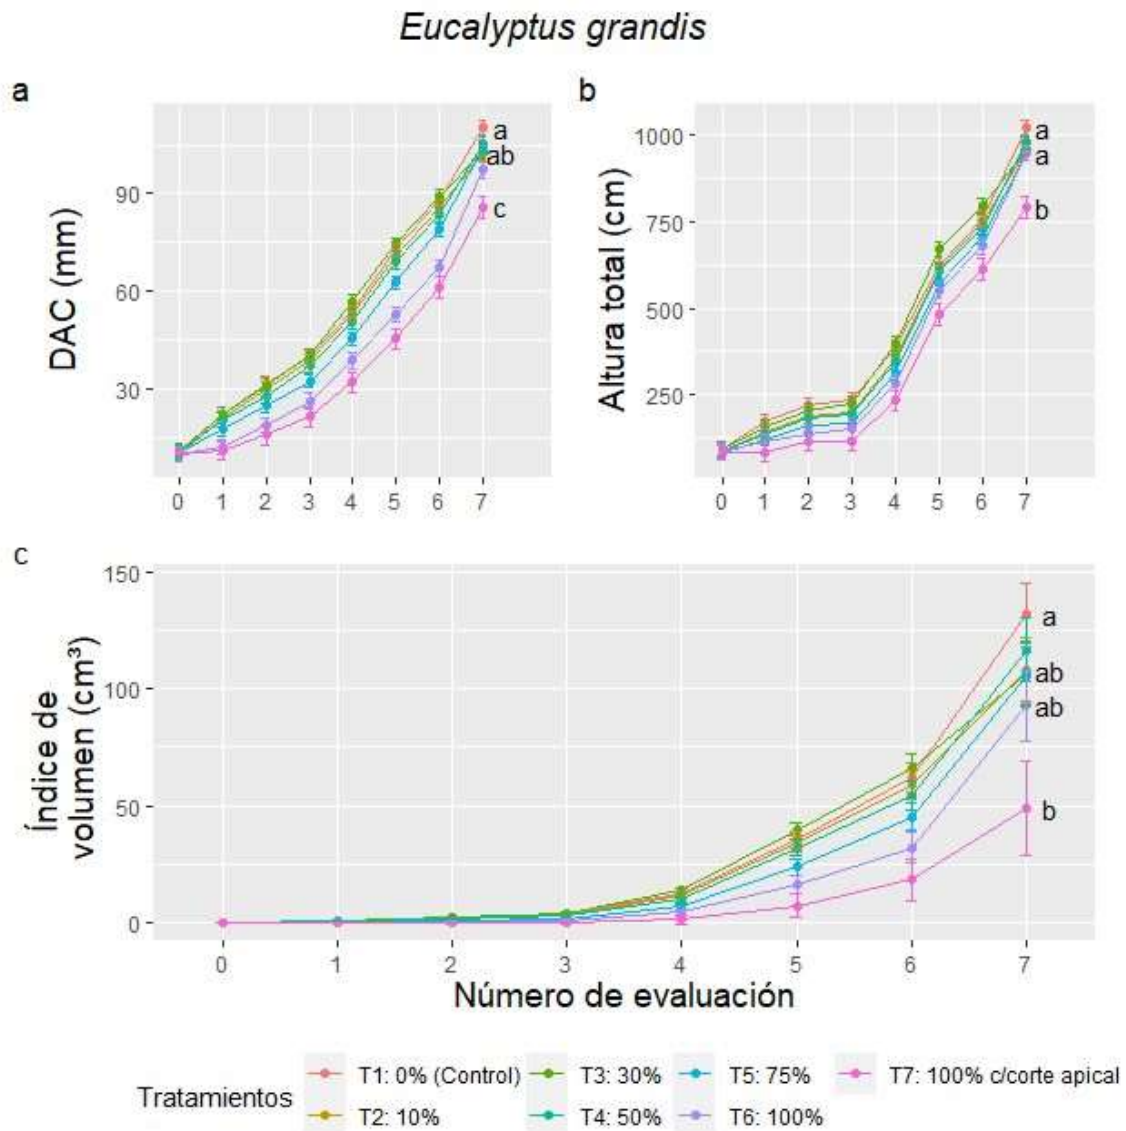 Eucalyptus grandis
a
DAC (mm)
90
60
30
0 1 2 3 4 5 6 7
a
ab
c
b
Altura total (cm)
1000
750
500
250
0 1 2 3 4 5 6 7
a
a
b
c
Índice de
volumen (cm³)
150
100
50
0
0 1 2 3 4 5 6 7
a
ab
ab
b
Número de evaluación
Tratamientos
T1: 0% (Control) T3: 30% T5: 75% T7: 100% c/corte apical
T2: 10% T4: 50% T6: 100%